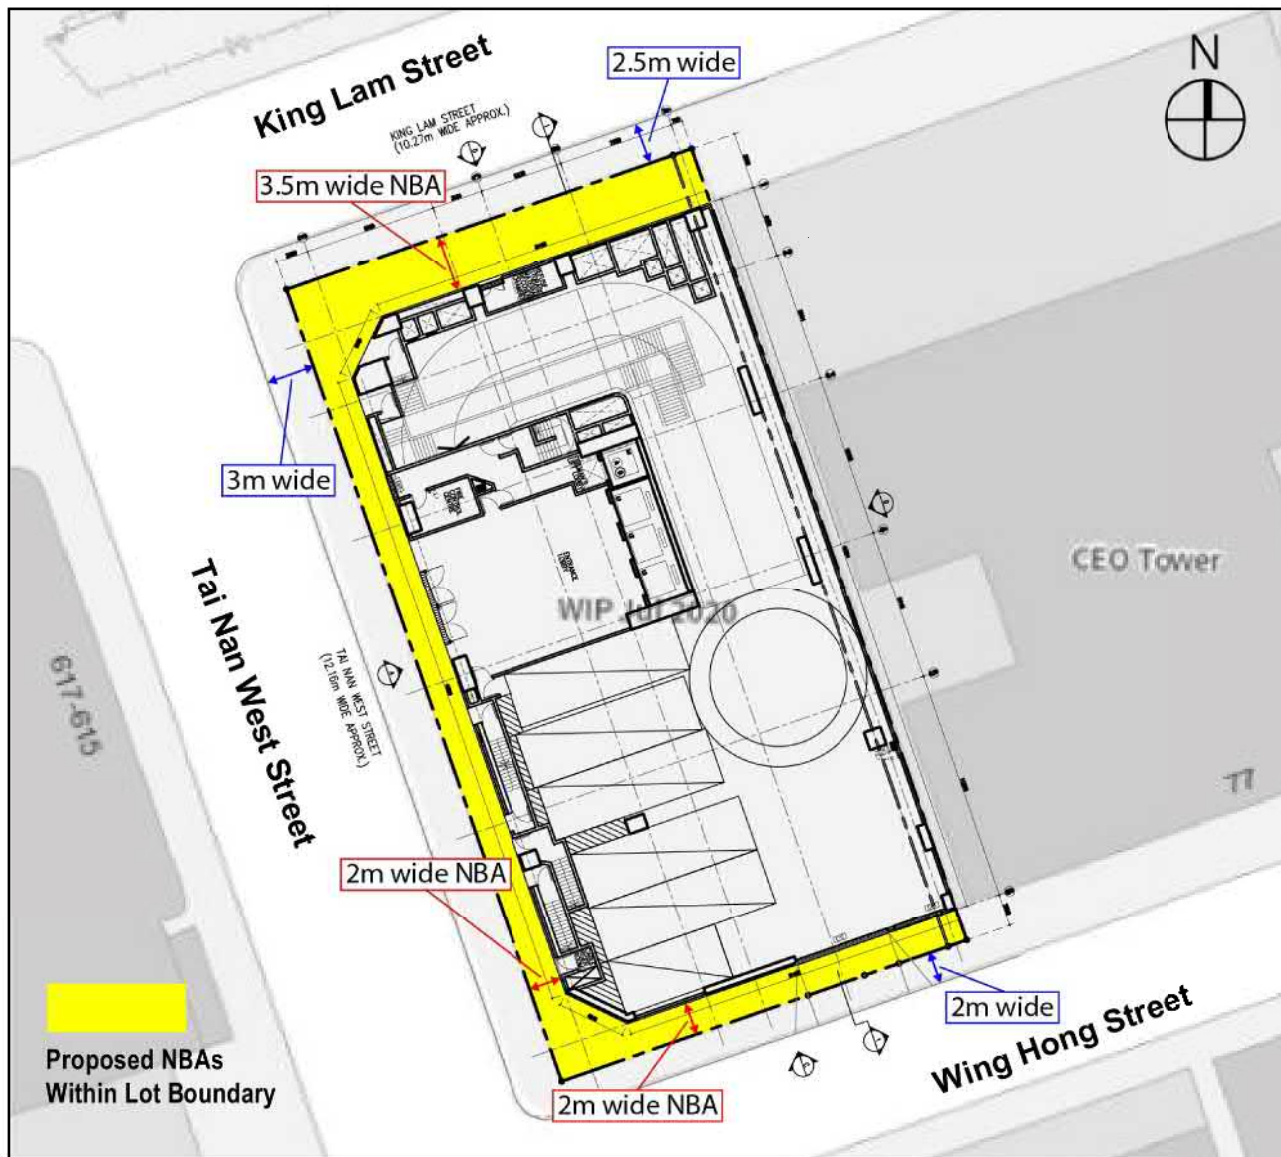 King Lam Street
2.5m wide
N
KING LAM STREET
(10.27m WIDE APPROX.)
3.5m wide NBA
3m wide
ENTRANCE
LOBBY
CEO Tower
WIP Jul 2020
Tai Nan West Street
TAI NAN WEST STREET
(12.16m WIDE APPROX.)
617-615
77
2m wide NBA
2m wide
Wing Hong Street
2m wide NBA
Proposed NBAs
Within Lot Boundary